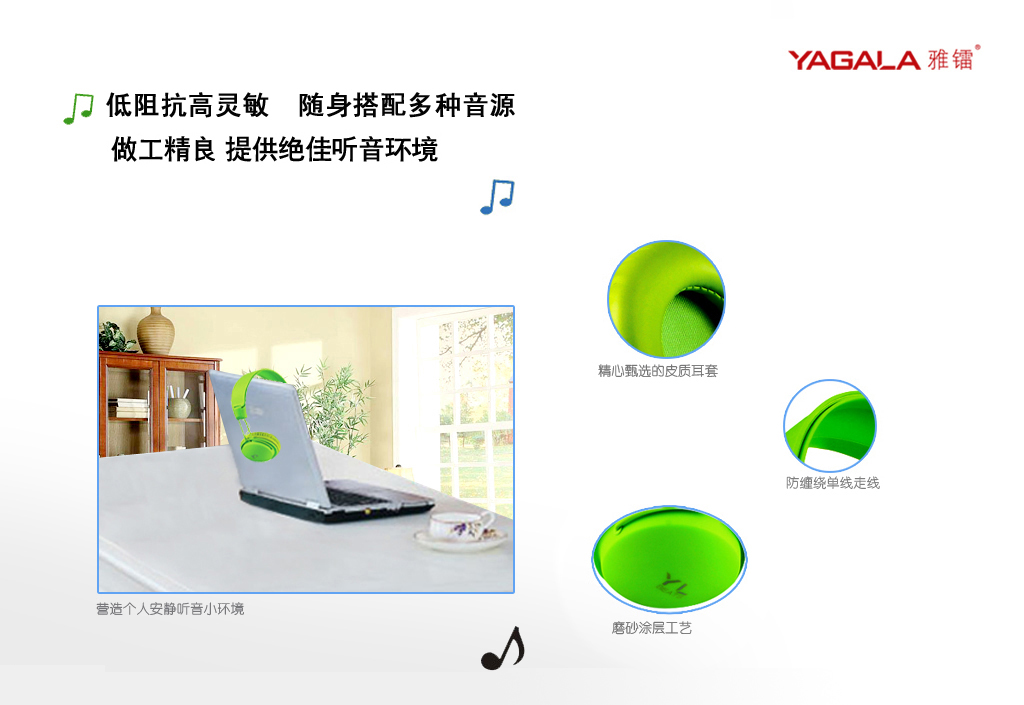 YAGALA 雅镭®
低阻抗高灵敏 随身搭配多种音源
做工精良 提供绝佳听音环境
精心甄选的皮质耳套
防缠绕单线走线
YL
磨砂涂层工艺
营造个人安静听音小环境